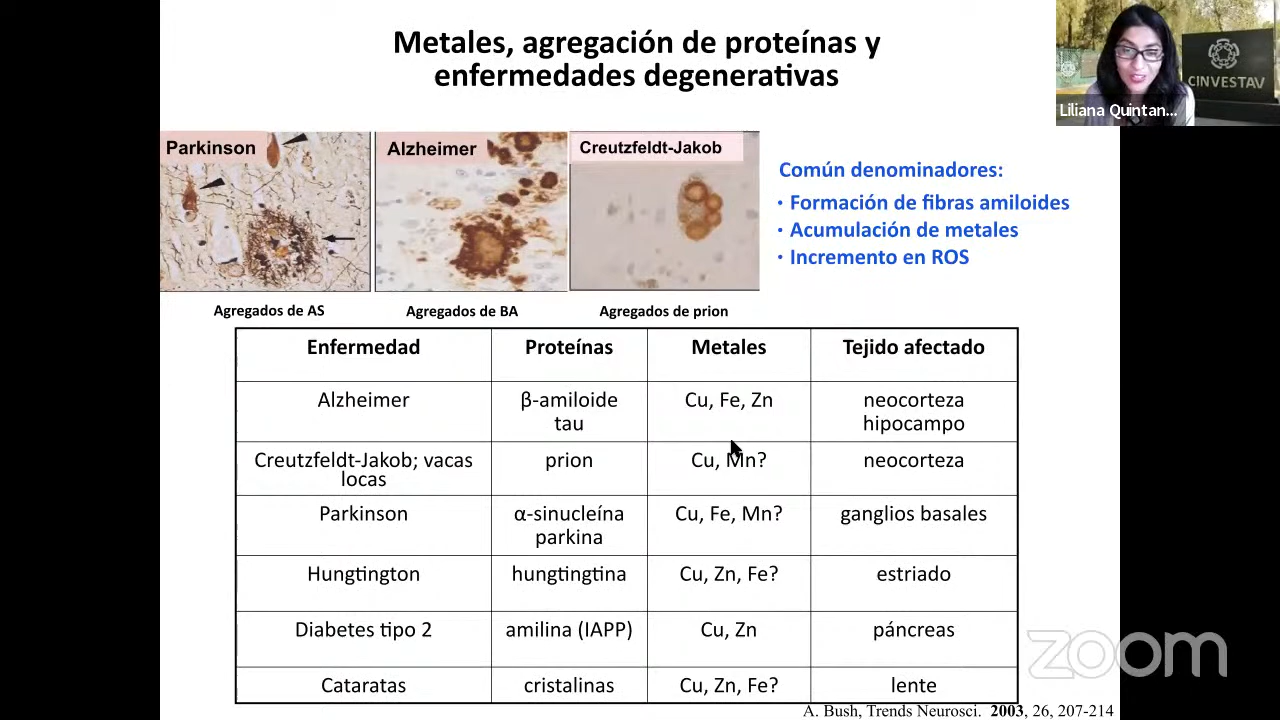 Metales, agregación de proteínas y
enfermedades degenerativas
CINVESTAV
Liliana Quintan...
Parkinson
Alzheimer
Creutzfeldt-Jakob
Común denominadores:
• Formación de fibras amiloides
• Acumulación de metales
• Incremento en ROS
Agregados de AS
Agregados de BA
Agregados de prion
Enfermedad Proteínas Metales Tejido afectado
Alzheimer β-amiloide Cu, Fe, Zn neocorteza
tau hipocampo
Creutzfeldt-Jakob; vacas prion Cu, Mn? neocorteza
locas
Parkinson α-sinucleína Cu, Fe, Mn? ganglios basales
parkina
Hungtington hungtingtina Cu, Zn, Fe? estriado
Diabetes tipo 2 amilina (IAPP) Cu, Zn páncreas
Cataratas cristalinas Cu, Zn, Fe? lente
zoom
A. Bush, Trends Neurosci. 2003, 26, 207-214